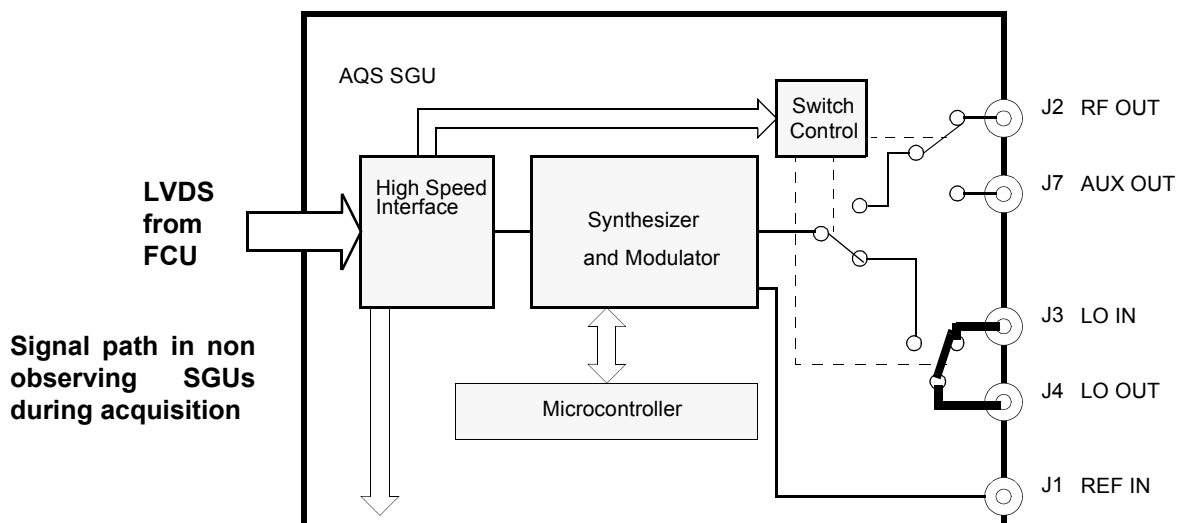 AQS SGU
Switch
Control
J2 RF OUT
J7 AUX OUT
High Speed
Interface
LVDS
from
FCU
Synthesizer
and Modulator
J3 LO IN
Signal path in non
observing SGUs
during acquisition
Microcontroller
J4 LO OUT
J1 REF IN